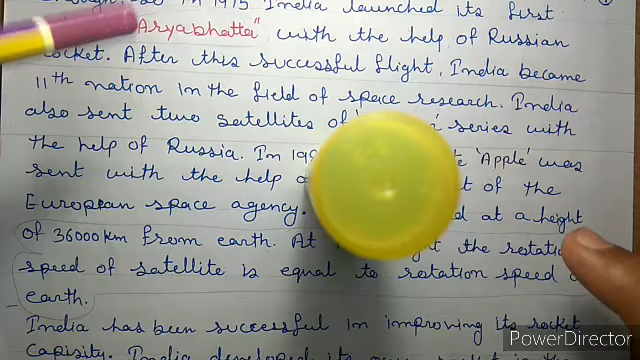 in 1975 India launched its first
"Aryabhatta" with the help of Russian
rocket. After this successful flight, India became
11th nation in the field of space research. India
also sent two satellites of series with
the help of Russia. In 'Apple' was
sent with the help of the
European space agency. at a height
of 36000 km from earth. At the rotation
speed of satellite is equal to rotation speed
earth.
India has been successful in improving its rocket
Capisity. India
PowerDirector